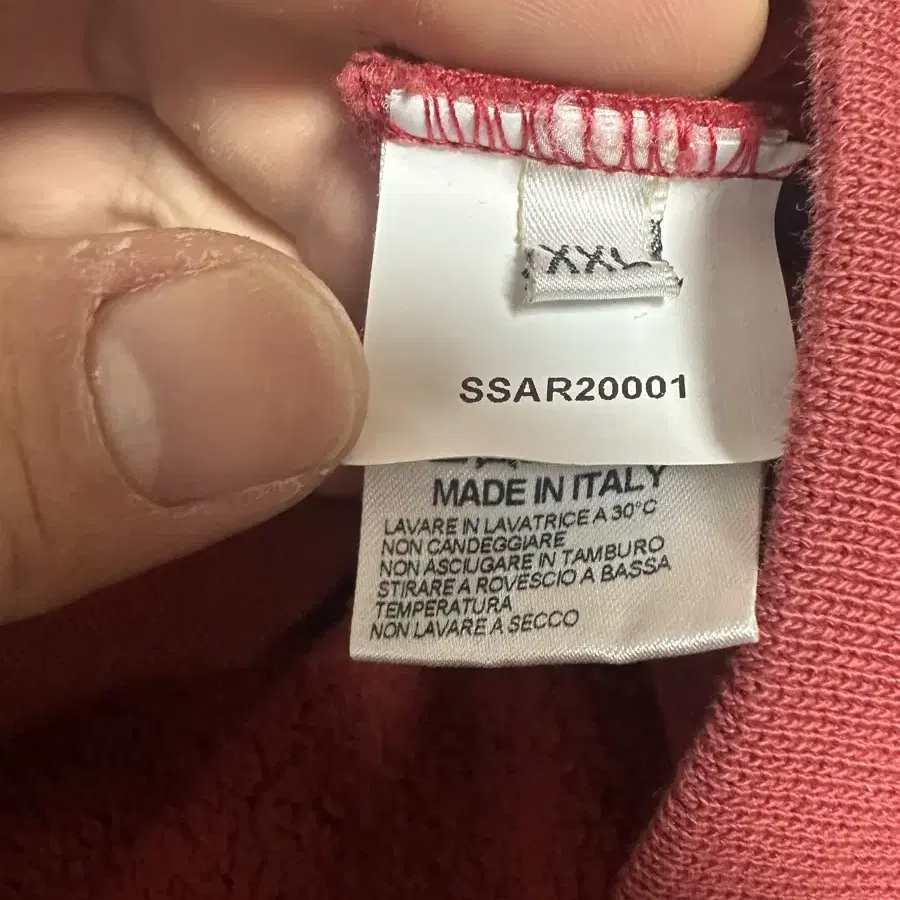 XXL
SSAR20001
MADE IN ITALY
LAVARE IN LAVATRICE A 30°C
NON CANDEGGIARE
NON ASCIUGARE IN TAMBURO
STIRARE A ROVESCIO A BASSA
TEMPERATURA
NON LAVARE A SECCO